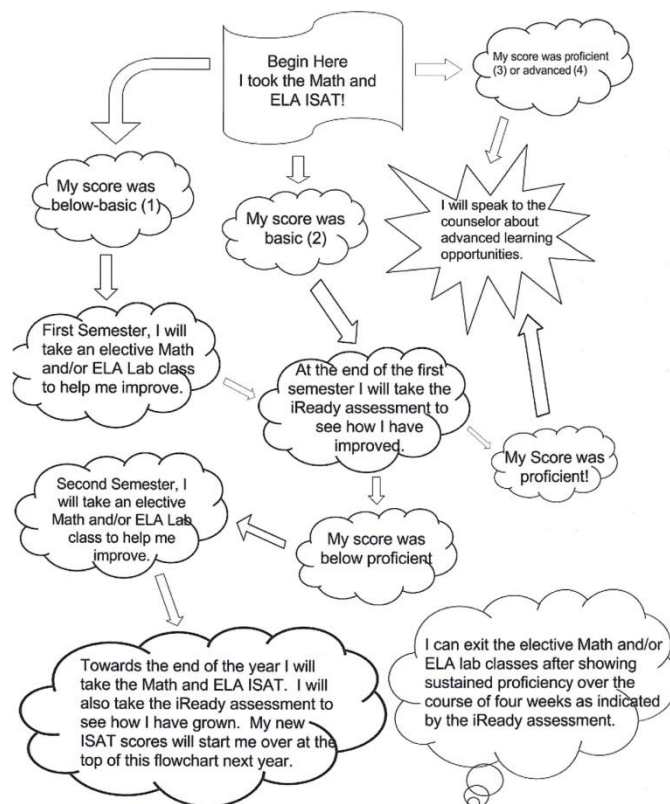 Begin Here
I took the Math and
ELA ISAT!
My score was proficient
(3) or advanced (4)
My score was
below-basic (1)
My score was
basic (2)
I will speak to the
counselor about
advanced learning
opportunities.
First Semester, I will
take an elective Math
and/or ELA Lab class
to help me improve.
At the end of the first
semester I will take the
iReady assessment to
see how I have
improved.
My Score was
proficient!
Second Semester, I
will take an elective
Math and/or ELA Lab
class to help me
improve.
My score was
below proficient
Towards the end of the year I will
take the Math and ELA ISAT.  I will
also take the iReady assessment to
see how I have grown.  My new
ISAT scores will start me over at the
top of this flowchart next year.
I can exit the elective Math and/or
ELA lab classes after showing
sustained proficiency over the
course of four weeks as indicated
by the iReady assessment.